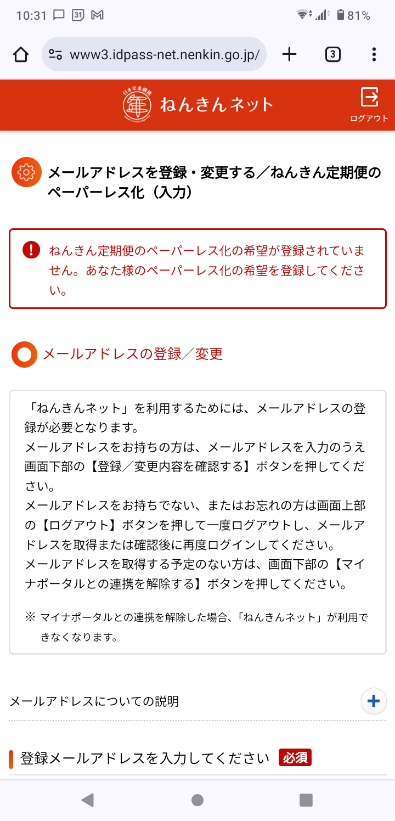 10:31 31 81%
www3.idpass-net.nenkin.go.jp/ 3
ねんきんネット
ログアウト
メールアドレスを登録・変更する／ねんきん定期便の
ペーパーレス化（入力）
ねんきん定期便のペーパーレス化の希望が登録されていま
せん。あなた様のペーパーレス化の希望を登録してくださ
い。
メールアドレスの登録／変更
「ねんきんネット」を利用するためには、メールアドレスの登
録が必要となります。
メールアドレスをお持ちの方は、メールアドレスを入力のうえ
画面下部の【登録／変更内容を確認する】ボタンを押してくだ
さい。
メールアドレスをお持ちでない、またはお忘れの方は画面上部
の【ログアウト】ボタンを押して一度ログアウトし、メールア
ドレスを取得または確認後に再度ログインしてください。
メールアドレスを取得する予定のない方は、画面下部の【マイ
ナポータルとの連携を解除する】ボタンを押してください。
※ マイナポータルとの連携を解除した場合、「ねんきんネット」が利用で
きなくなります。
メールアドレスについての説明
登録メールアドレスを入力してください 必須